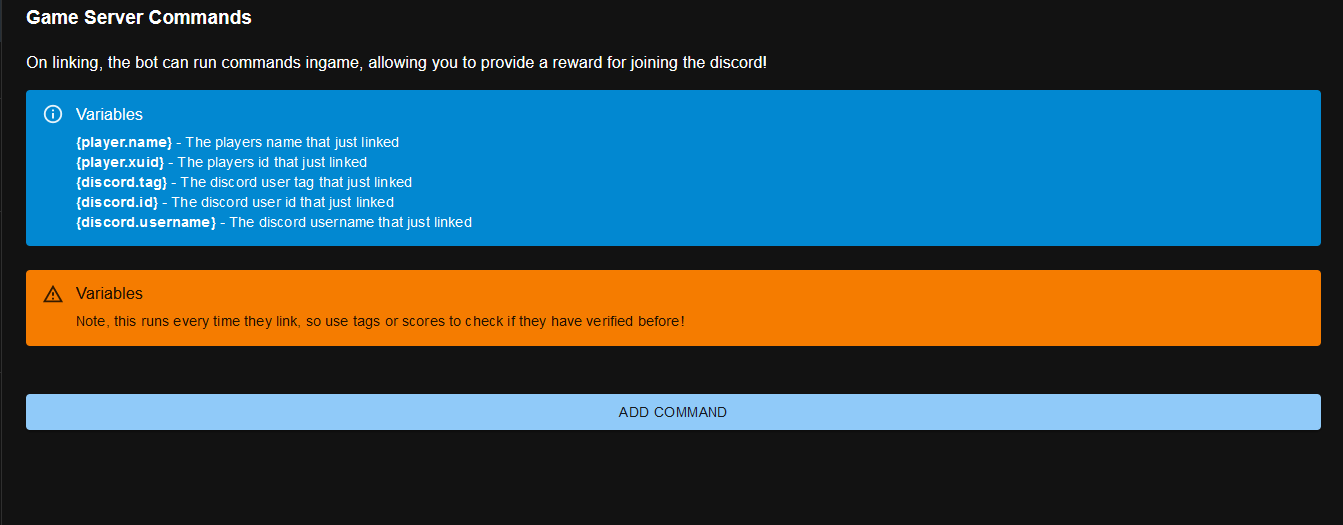 Game Server Commands
On linking, the bot can run commands ingame, allowing you to provide a reward for joining the discord!
Variables
{player.name} - The players name that just linked
{player.xuid} - The players id that just linked
{discord.tag} - The discord user tag that just linked
{discord.id} - The discord user id that just linked
{discord.username} - The discord username that just linked
Variables
Note, this runs every time they link, so use tags or scores to check if they have verified before!
ADD COMMAND